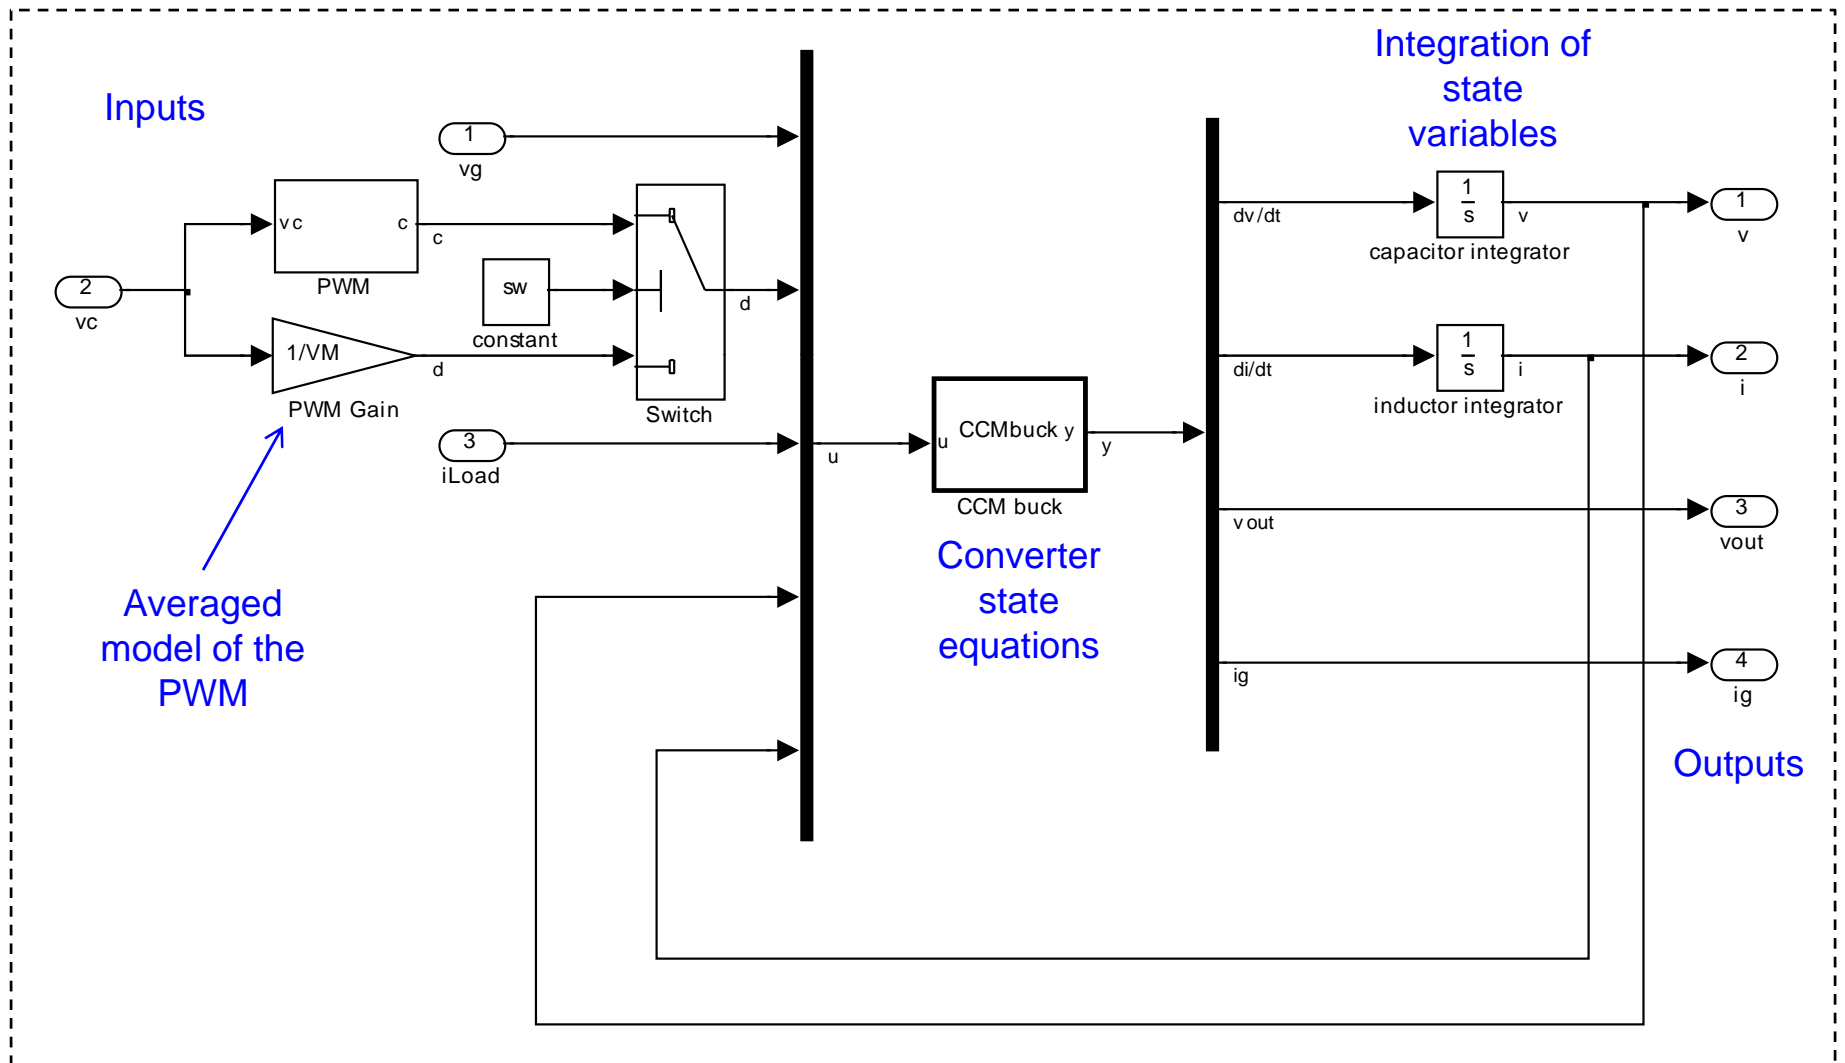 Inputs
Integration of
state
variables
1
vg
vc
c
c
PWM
2
vc
sw
constant
1/VM
d
PWM Gain
d
Switch
3
iLoad
Averaged
model of the
PWM
u
u
CCMbuck
y
y
CCM buck
Converter
state
equations
dv/dt
1
s
v
capacitor integrator
1
v
di/dt
1
s
i
inductor integrator
2
i
vout
3
vout
ig
4
ig
Outputs